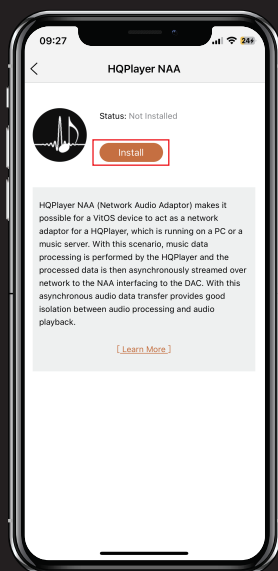 09:27
24
HQPlayer NAA
Status: Not Installed
Install
HQPlayer NAA (Network Audio Adaptor) makes it
possible for a VitOS device to act as a network
adaptor for a HQPlayer, which is running on a PC or a
music server. With this scenario, music data
processing is performed by the HQPlayer and the
processed data is then asynchronously streamed over
network to the NAA interfacing to the DAC. With this
asynchronous audio data transfer provides good
isolation between audio processing and audio
playback.
[ Learn More ]